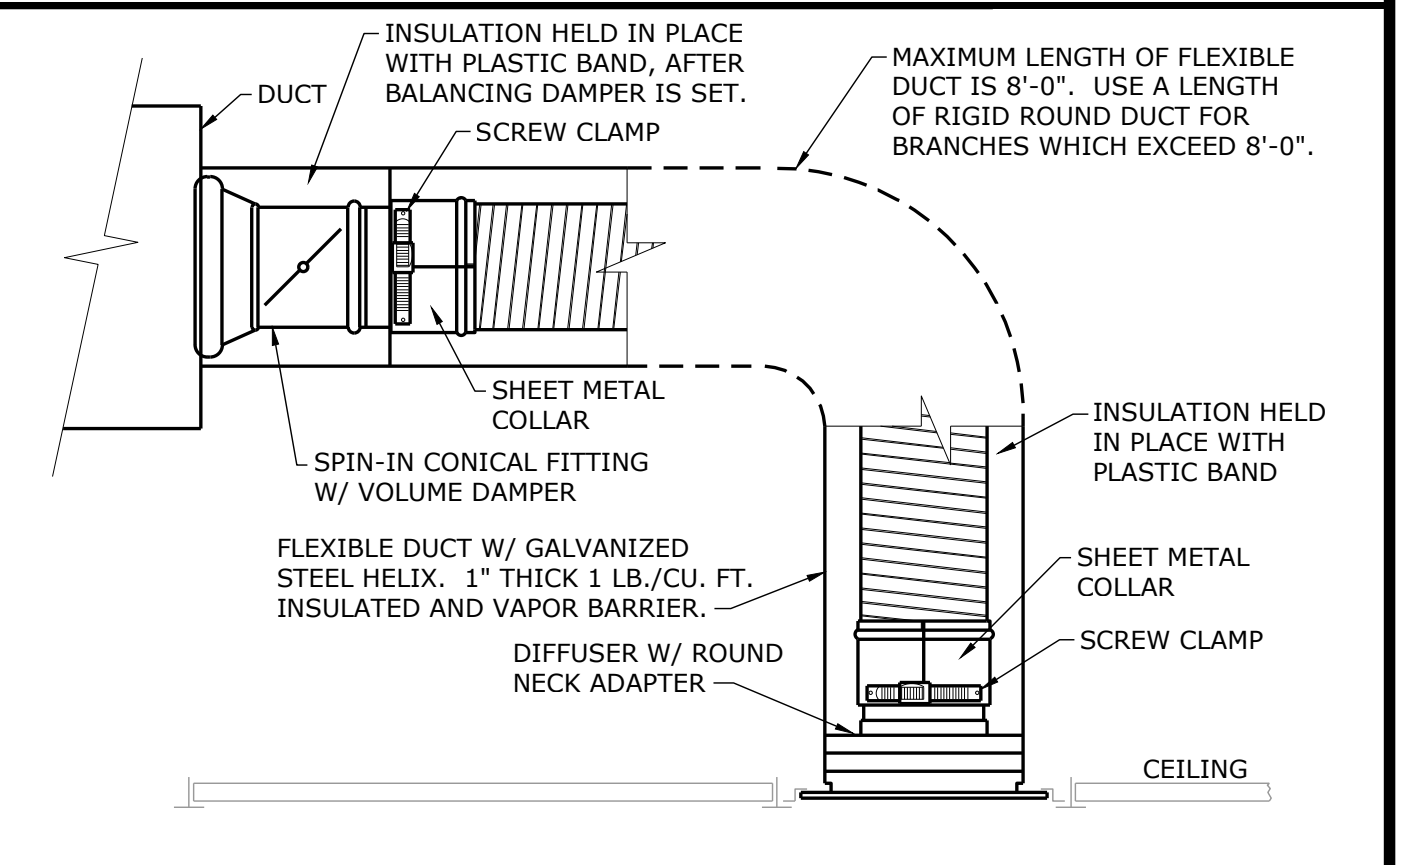 INSULATION HELD IN PLACE
WITH PLASTIC BAND, AFTER
BALANCING DAMPER IS SET.
MAXIMUM LENGTH OF FLEXIBLE
DUCT IS 8'-0".  USE A LENGTH
OF RIGID ROUND DUCT FOR
BRANCHES WHICH EXCEED 8'-0".
DUCT
SCREW CLAMP
SHEET METAL
COLLAR
INSULATION HELD
IN PLACE WITH
PLASTIC BAND
SPIN-IN CONICAL FITTING
W/ VOLUME DAMPER
FLEXIBLE DUCT W/ GALVANIZED
STEEL HELIX.  1" THICK 1 LB./CU. FT.
INSULATED AND VAPOR BARRIER.
SHEET METAL
COLLAR
DIFFUSER W/ ROUND
NECK ADAPTER
SCREW CLAMP
CEILING